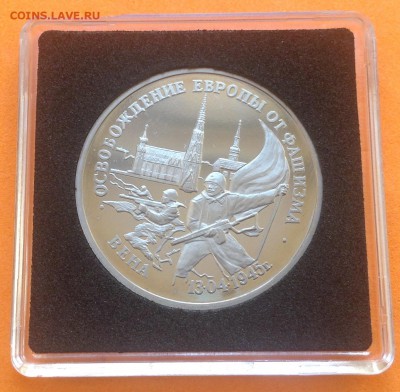 COINS.LAVE.RU
ОСВОБОЖДЕНИЕ ЕВРОПЫ ОТ ФАШИЗМА
ВЕНА
13·04·1945г.